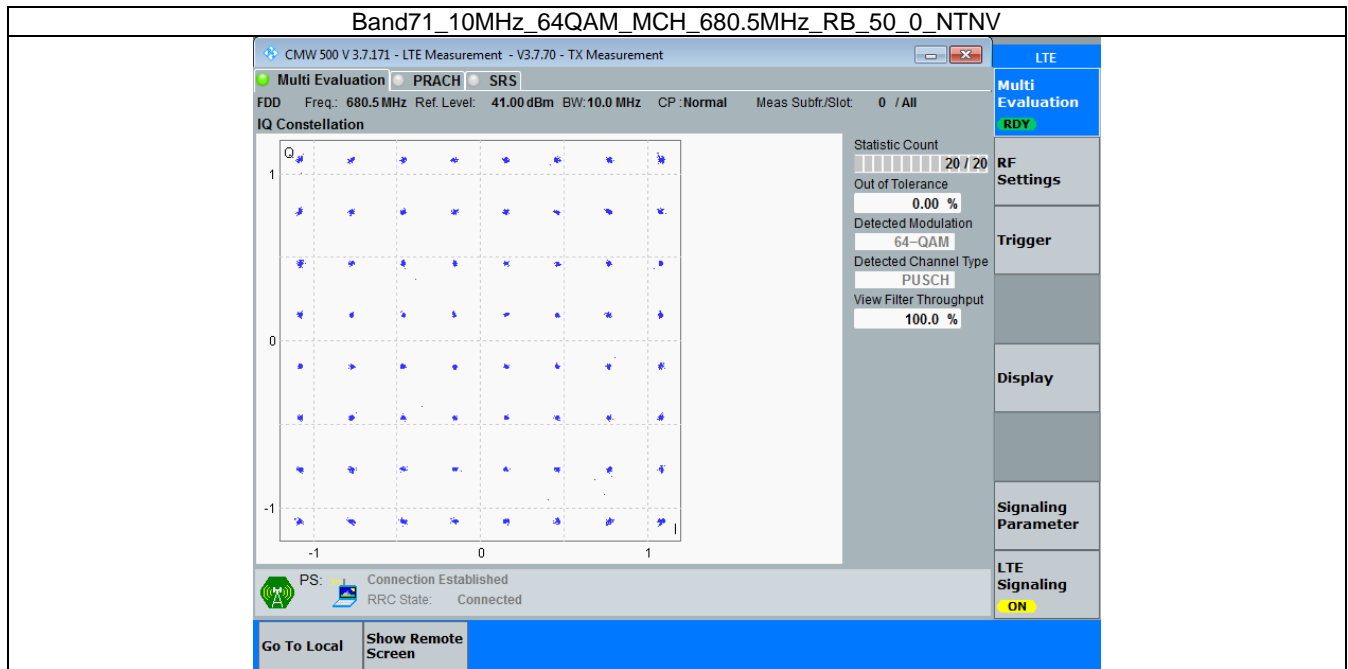 Band71_10MHz_64QAM_MCH_680.5MHz_RB_50_0_NTNV
CMW 500 V 3.7.171 - LTE Measurement - V3.7.70 - TX Measurement
LTE
Multi Evaluation PRACH SRS
FDD Freq.: 680.5 MHz Ref. Level: 41.00 dBm BW: 10.0 MHz CP : Normal Meas Subfr./Slot: 0 / All
IQ Constellation
Q
1
0
-1
-1 0 1
I
Statistic Count
20 / 20
Out of Tolerance
0.00 %
Detected Modulation
64-QAM
Detected Channel Type
PUSCH
View Filter Throughput
100.0 %
Multi
Evaluation
RDY
RF
Settings
Trigger
Display
Signaling
Parameter
LTE
Signaling
ON
PS: Connection Established
RRC State: Connected
Go To Local
Show Remote
Screen